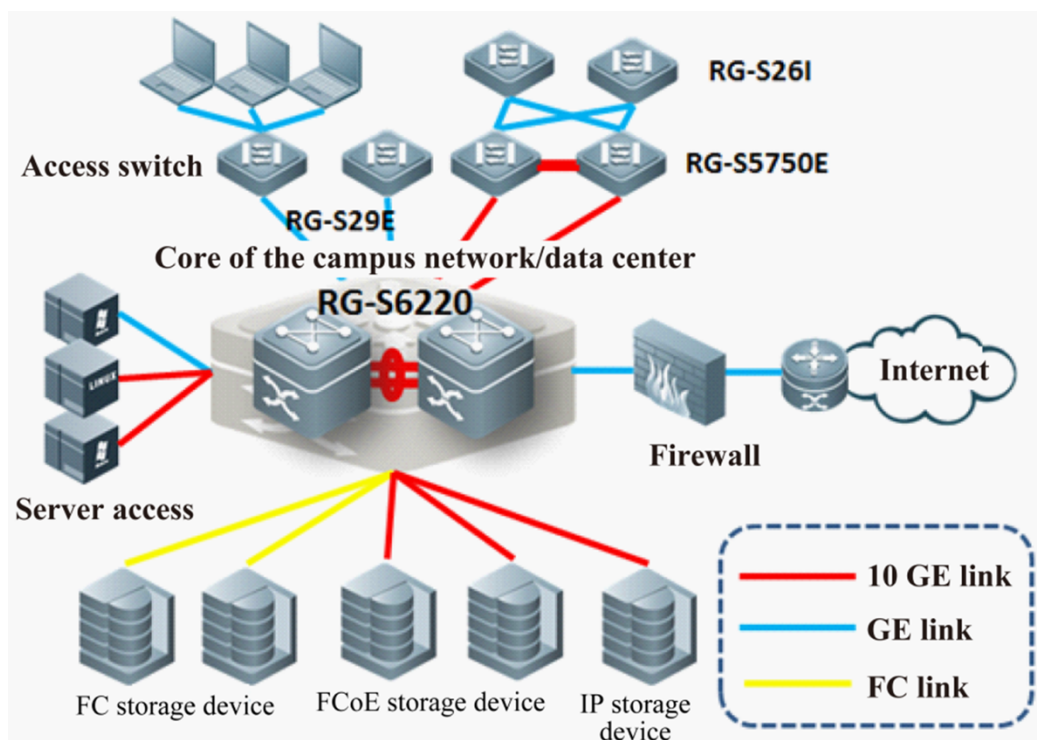 RG-S26I
Access switch
RG-S5750E
RG-S29E
Core of the campus network/data center
RG-S6220
LINUX
Internet
Firewall
Server access
10 GE link
GE link
FC link
FC storage device
FCoE storage device
IP storage
device